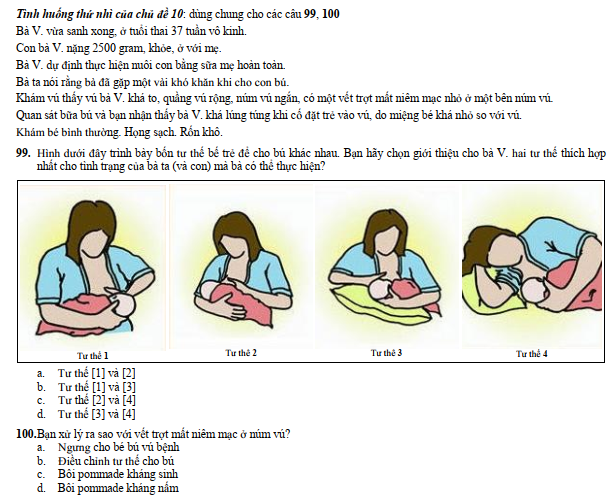 Tình huống thứ nhì của chủ đề 10: dùng chung cho các câu 99, 100
Bà V. vừa sanh xong, ở tuổi thai 37 tuần vô kinh.
Con bà V. nặng 2500 gram, khỏe, ở với mẹ.
Bà V. dự định thực hiện nuôi con bằng sữa mẹ hoàn toàn.
Bà ta nói rằng bà đã gặp một vài khó khăn khi cho con bú.
Khám vú thấy vú bà V. khá to, quầng vú rộng, núm vú ngắn, có một vết trợt mất niêm mạc nhỏ ở một bên núm vú.
Quan sát bữa bú và bạn nhận thấy bà V. khá lúng túng khi cố đặt trẻ vào vú, do miệng bé khá nhỏ so với vú.
Khám bé bình thường. Họng sạch. Rốn khô.
99. Hình dưới đây trình bày bốn tư thế bế trẻ để cho bú khác nhau. Bạn hãy chọn giới thiệu cho bà V. hai tư thế thích hợp
nhất cho tình trạng của bà ta (và con) mà bà có thể thực hiện?
Tư thế 1
Tư thế 2
Tư thế 3
Tư thế 4
a. Tư thế [1] và [2]
b. Tư thế [1] và [3]
c. Tư thế [2] và [4]
d. Tư thế [3] và [4]
100.Bạn xử lý ra sao với vết trợt mất niêm mạc ở núm vú?
a. Ngưng cho bé bú vú bệnh
b. Điều chỉnh tư thế cho bú
c. Bôi pommade kháng sinh
d. Bôi pommade kháng nấm